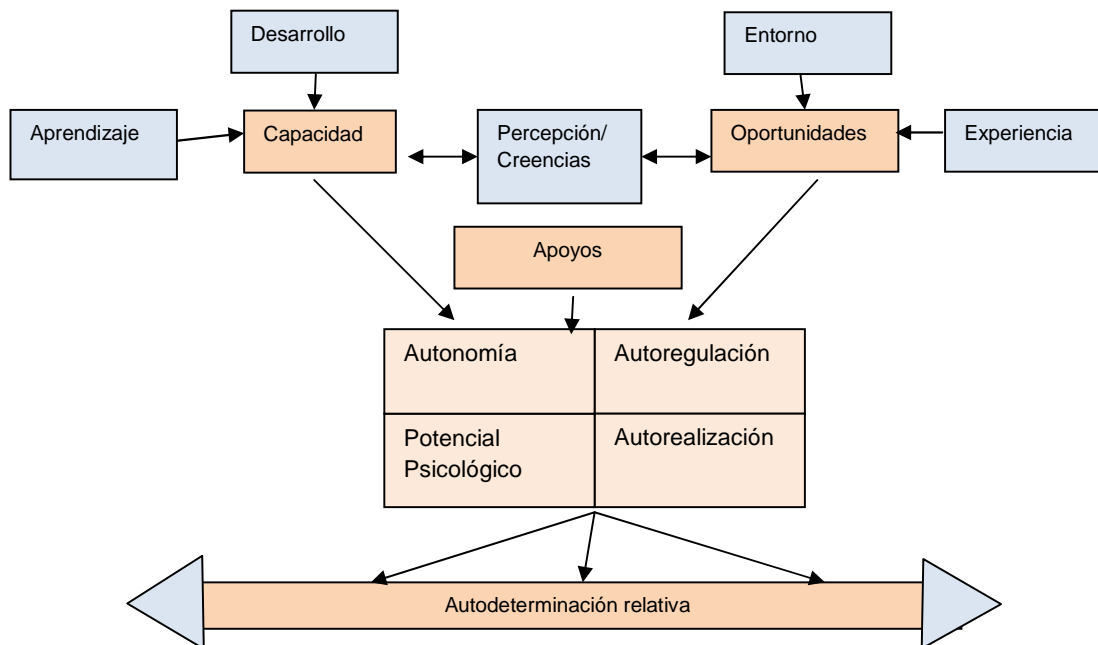 Desarrollo
Entorno
Aprendizaje
Capacidad
Percepción/
Creencias
Oportunidades
Experiencia
Apoyos
Autonomía
Autoregulación
Potencial
Psicológico
Autorealización
Autodeterminación relativa